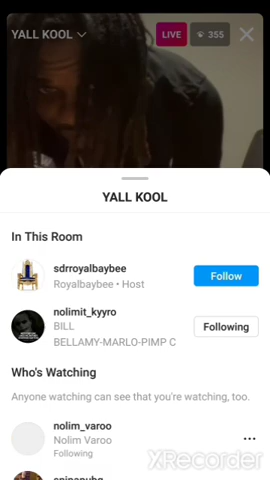 YALL KOOL
LIVE
355
YALL KOOL
In This Room
sdrroyalbaybee
Royalbaybee • Host
Follow
nolimit_kyyro
BILL
BELLAMY-MARLO-PIMP C
Following
Who's Watching
Anyone watching can see that you're watching, too.
nolim_varoo
Nolim Varoo
Following
XRecorder